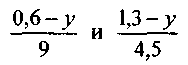 (0,6 − y)/9 и (1,3 − y)/4,5